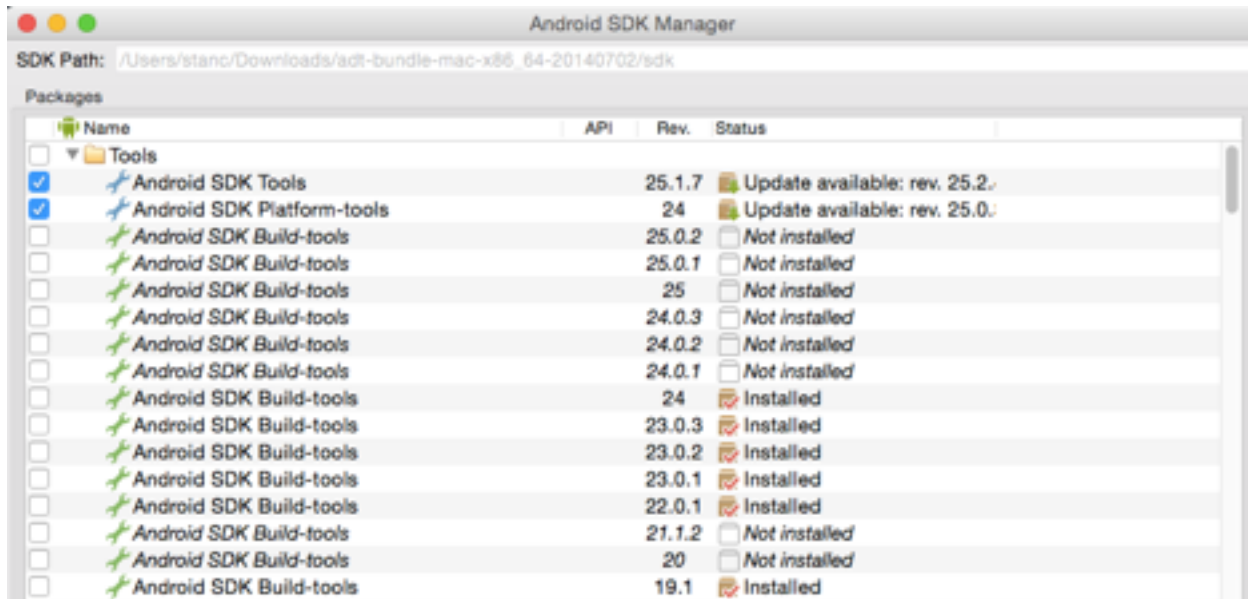 Android SDK Manager
SDK Path: /Users/stanc/Downloads/adt-bundle-mac-x86_64-20140702/sdk
Packages
Name API Rev. Status
Tools
Android SDK Tools 25.1.7 Update available: rev. 25.2.
Android SDK Platform-tools 24 Update available: rev. 25.0.
Android SDK Build-tools 25.0.2 Not installed
Android SDK Build-tools 25.0.1 Not installed
Android SDK Build-tools 25 Not installed
Android SDK Build-tools 24.0.3 Not installed
Android SDK Build-tools 24.0.2 Not installed
Android SDK Build-tools 24.0.1 Not installed
Android SDK Build-tools 24 Installed
Android SDK Build-tools 23.0.3 Installed
Android SDK Build-tools 23.0.2 Installed
Android SDK Build-tools 23.0.1 Installed
Android SDK Build-tools 22.0.1 Installed
Android SDK Build-tools 21.1.2 Not installed
Android SDK Build-tools 20 Not installed
Android SDK Build-tools 19.1 Installed